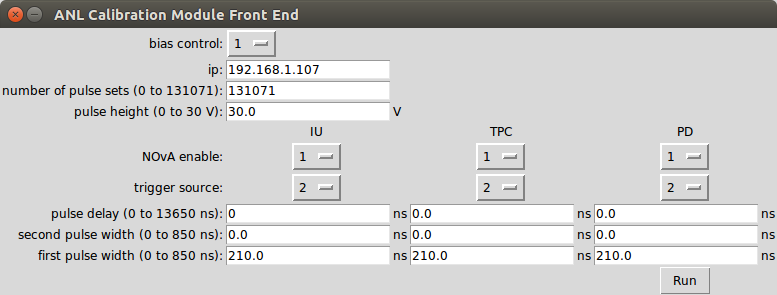 ANL Calibration Module Front End
bias control: 1
ip: 192.168.1.107
number of pulse sets (0 to 131071): 131071
pulse height (0 to 30 V): 30.0 V
IU TPC PD
NOvA enable: 1 1 1
trigger source: 2 2 2
pulse delay (0 to 13650 ns): 0 ns 0.0 ns 0.0 ns
second pulse width (0 to 850 ns): 0.0 ns 0.0 ns 0.0 ns
first pulse width (0 to 850 ns): 210.0 ns 210.0 ns 210.0 ns
Run